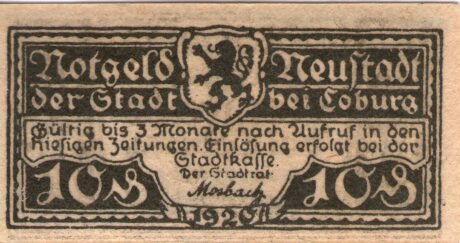 Notgeld Neustadt
der Stadt bei Coburg
Gültig bis 3 Monate nach Aufruf in den
hiesigen Zeitungen. Einlösung erfolgt bei der
Stadtkasse.
Der Stadtrat:
Mosbach
10 ₰ 10 ₰
1920